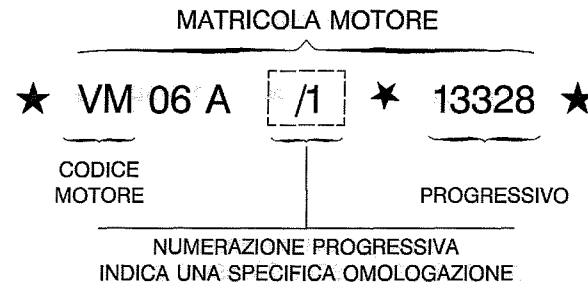 MATRICOLA MOTORE
★ VM 06 A /1 ★ 13328 ★
CODICE
MOTORE
PROGRESSIVO
NUMERAZIONE PROGRESSIVA
INDICA UNA SPECIFICA OMOLOGAZIONE